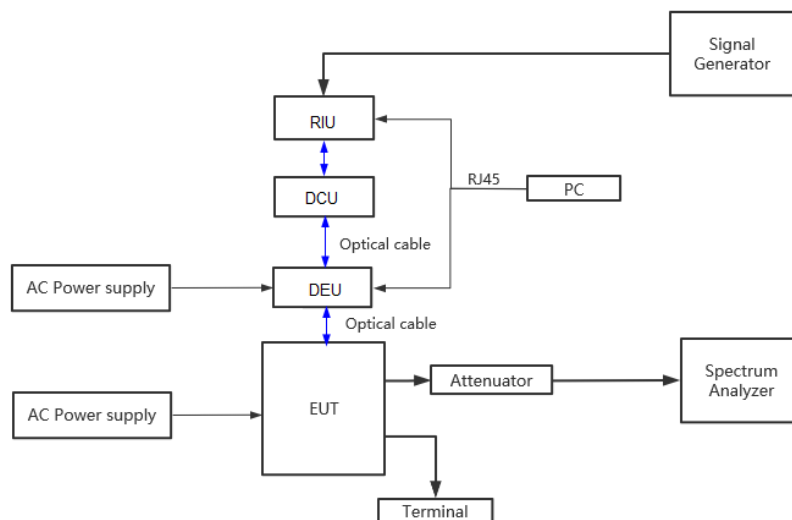 Signal
Generator
RIU
RJ45
PC
DCU
Optical cable
AC Power supply
DEU
Optical cable
Attenuator
Spectrum
Analyzer
AC Power supply
EUT
Terminal